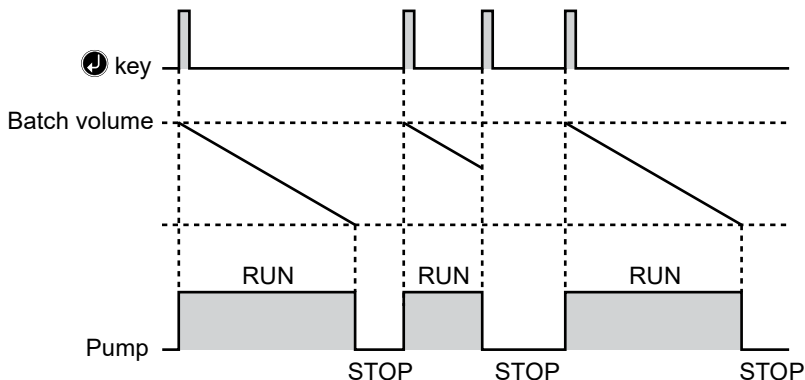 key
Batch volume
RUN RUN RUN
Pump
STOP STOP STOP